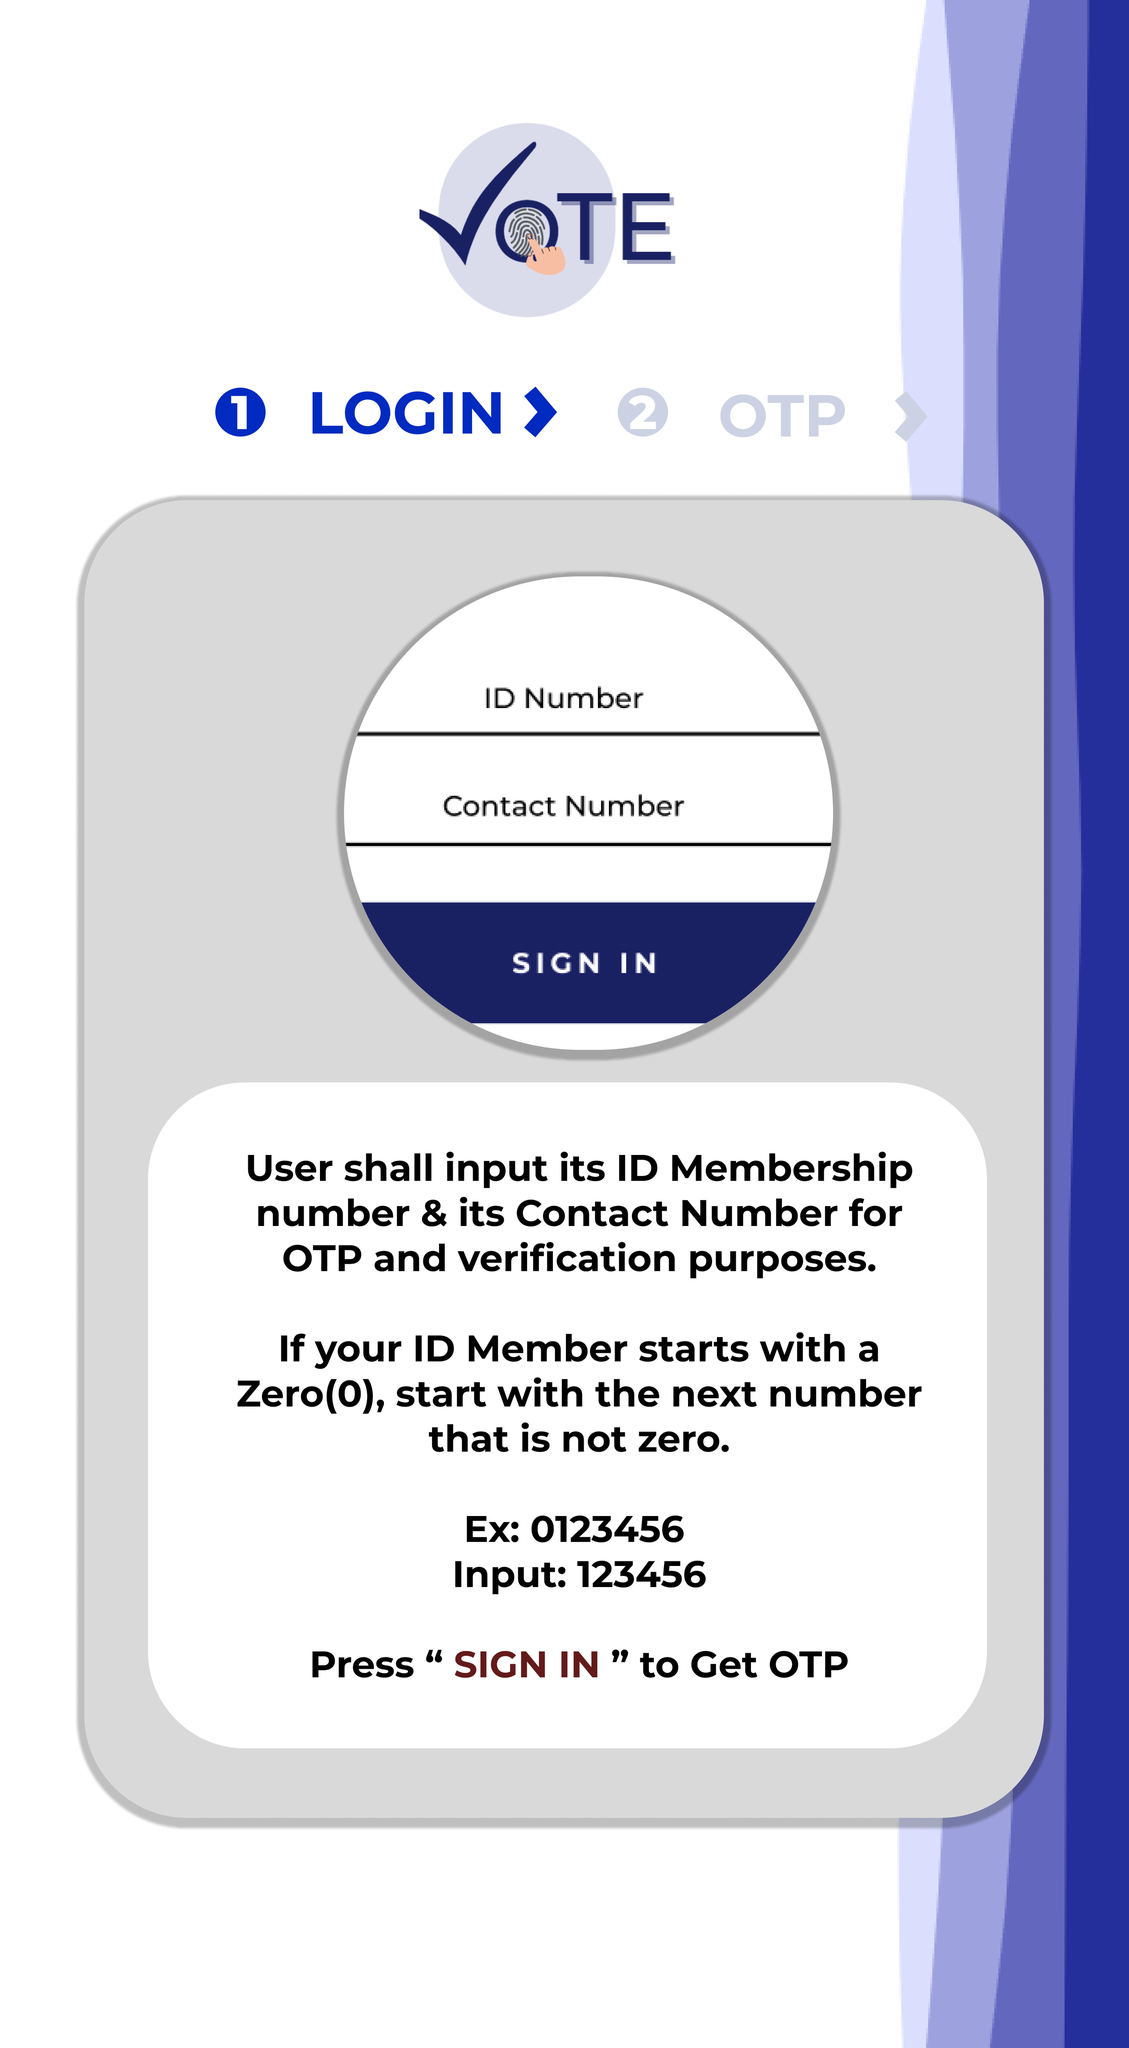 VOTE
1 LOGIN 2 OTP
ID Number
Contact Number
SIGN IN
User shall input its ID Membership
number & its Contact Number for
OTP and verification purposes.
If your ID Member starts with a
Zero(0), start with the next number
that is not zero.
Ex: 0123456
Input: 123456
Press “ SIGN IN ” to Get OTP